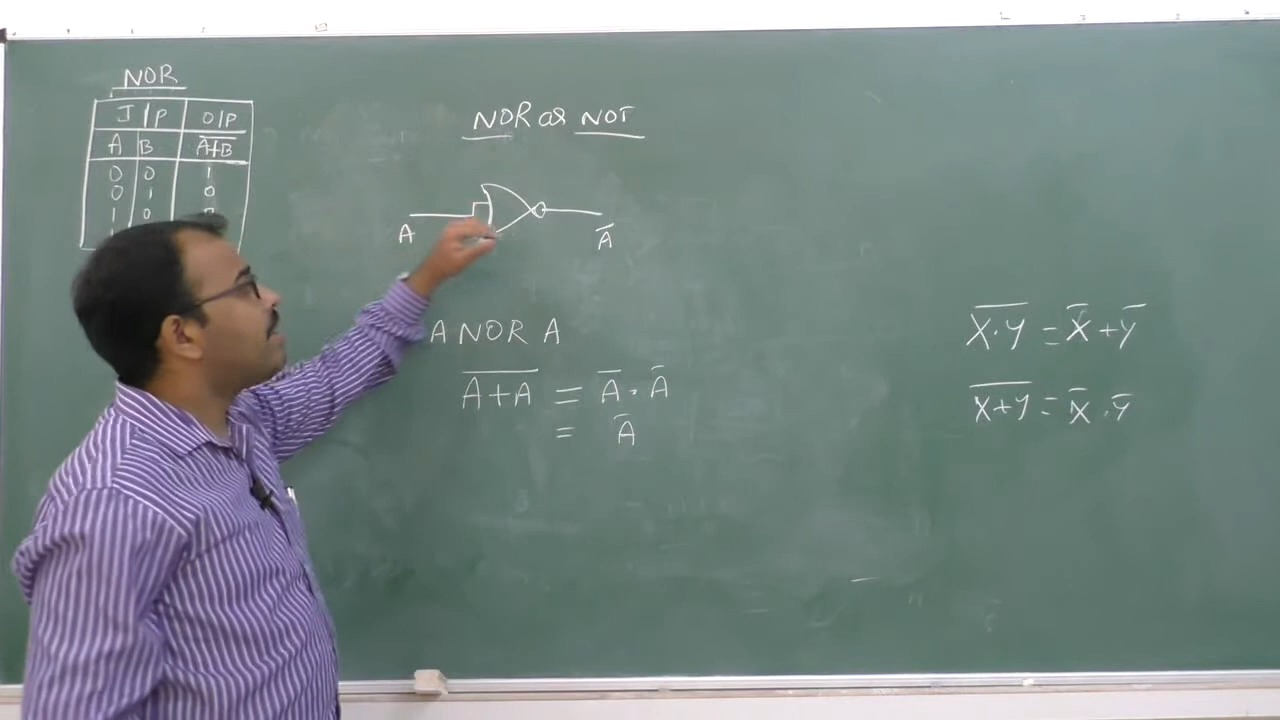 NOR
I/P O/P
A B A̅+̅B̅
0 0 1
0 1 0
1 0
NOR as NOT
A A̅
A NOR A
A̅+̅A̅ = A̅ . A̅
= A̅
X̅.̅Y̅ = X̅ + Y̅
X̅+̅Y̅ = X̅ . Y̅